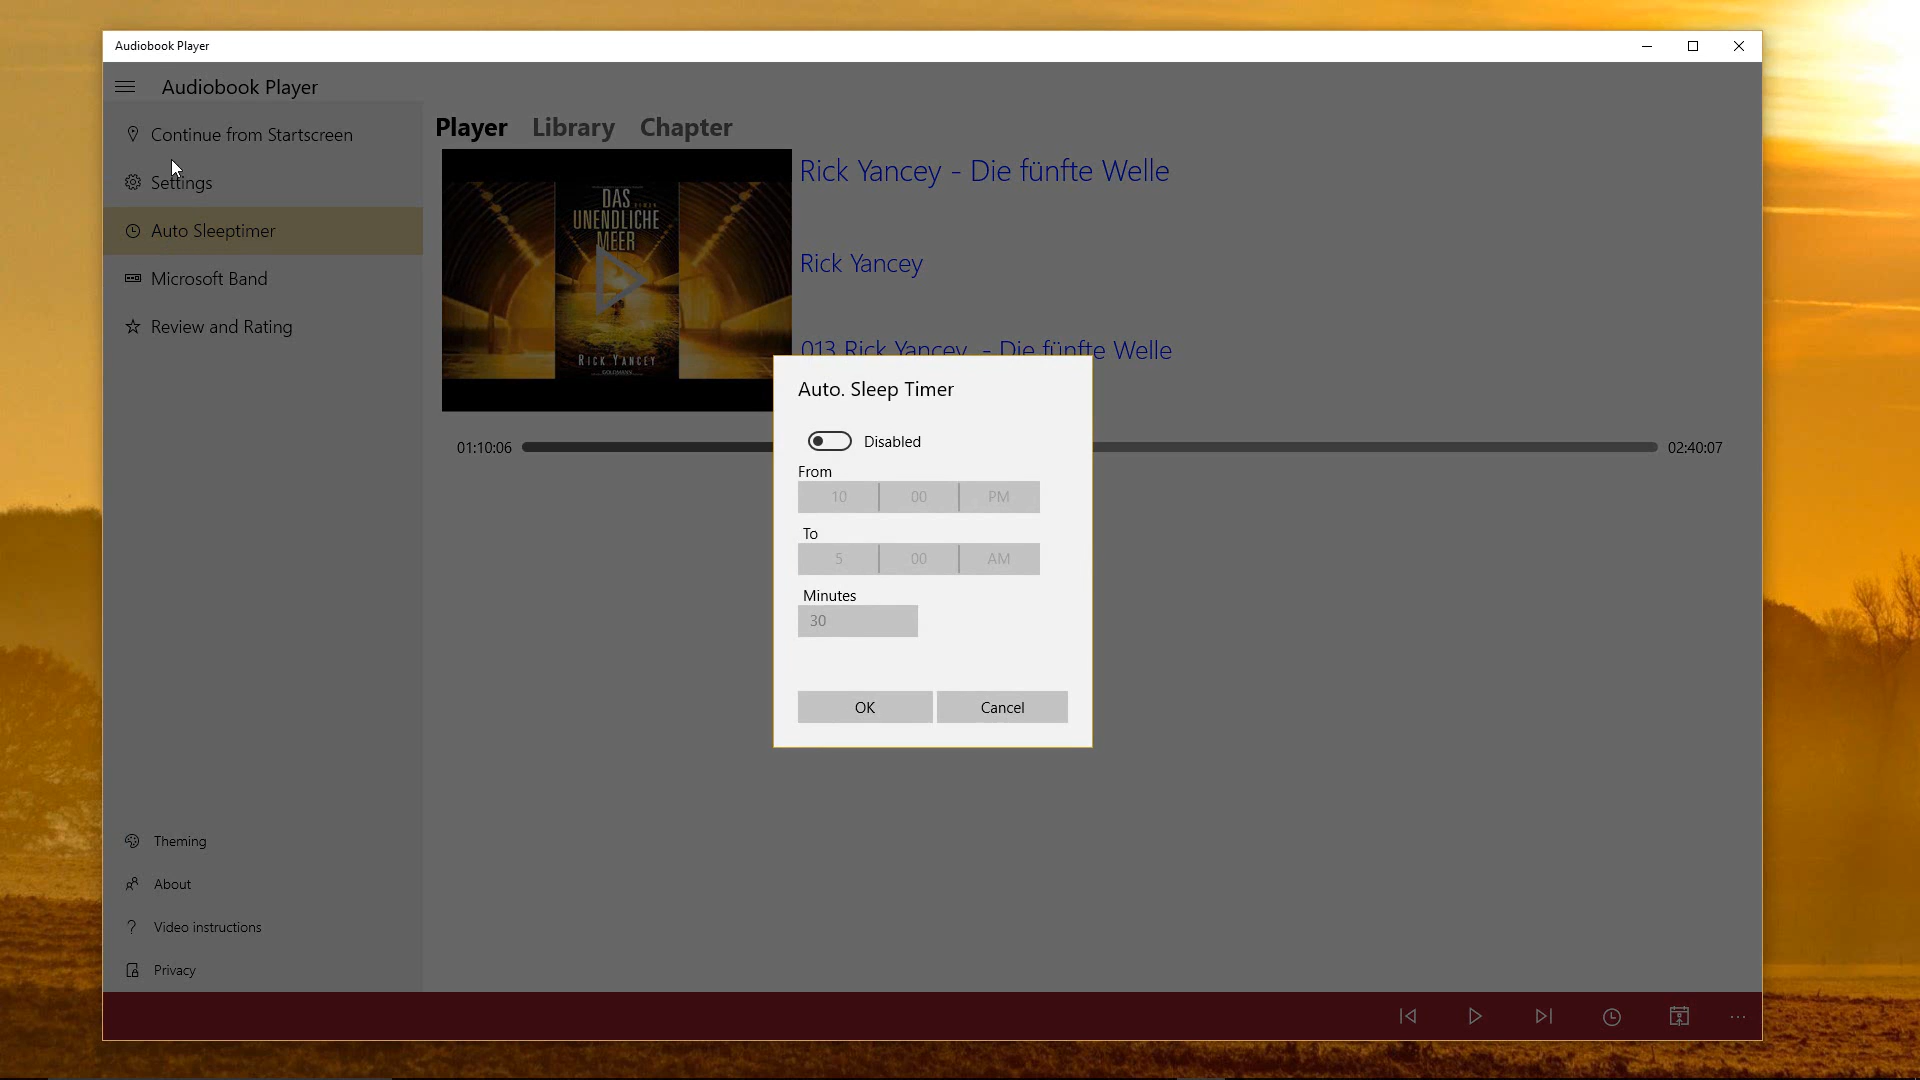 Audiobook Player
Audiobook Player
Continue from Startscreen
Settings
Auto Sleeptimer
Microsoft Band
Review and Rating
Theming
About
Video instructions
Privacy
Player Library Chapter
DAS
UNENDLICHE
MEER
RICK YANCEY
GOLDMANN
Rick Yancey - Die fünfte Welle
Rick Yancey
013 Rick Yancey - Die fünfte Welle
01:10:06
02:40:07
Auto. Sleep Timer
Disabled
From
10 00 PM
To
5 00 AM
Minutes
30
OK Cancel